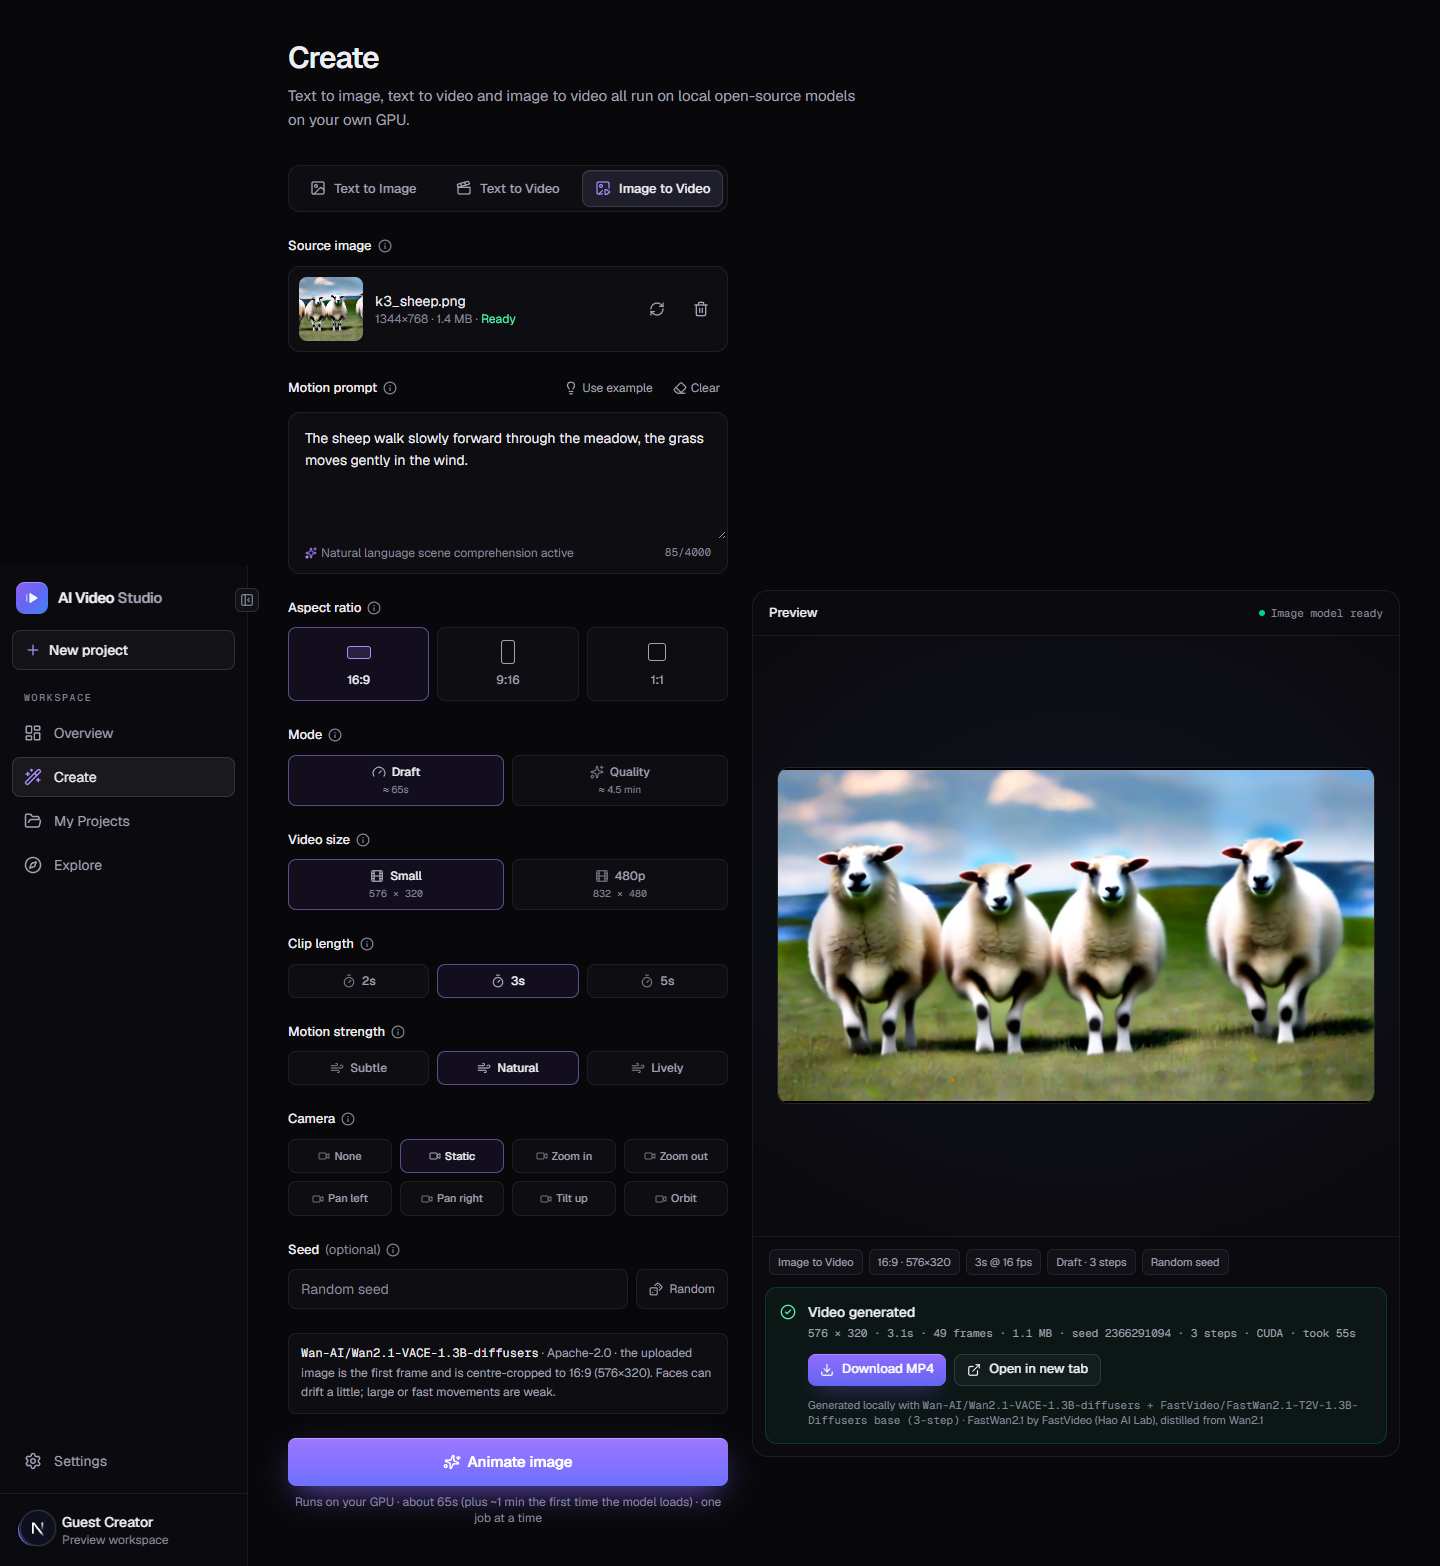 Create
Text to image, text to video and image to video all run on local open-source models
on your own GPU.
Text to Image
Text to Video
Image to Video
Source image
k3_sheep.png
1344×768 · 1.4 MB · Ready
Motion prompt
Use example
Clear
The sheep walk slowly forward through the meadow, the grass
moves gently in the wind.
Natural language scene comprehension active
85/4000
AI Video Studio
New project
WORKSPACE
Overview
Create
My Projects
Explore
Settings
Guest Creator
Preview workspace
Aspect ratio
16:9
9:16
1:1
Mode
Draft
≈ 65s
Quality
≈ 4.5 min
Video size
Small
576 × 320
480p
832 × 480
Clip length
2s
3s
5s
Motion strength
Subtle
Natural
Lively
Camera
None
Static
Zoom in
Zoom out
Pan left
Pan right
Tilt up
Orbit
Seed (optional)
Random seed
Random
Wan-AI/Wan2.1-VACE-1.3B-diffusers · Apache-2.0 · the uploaded
image is the first frame and is centre-cropped to 16:9 (576×320). Faces can
drift a little; large or fast movements are weak.
Animate image
Runs on your GPU · about 65s (plus ~1 min the first time the model loads) · one
job at a time
Preview
Image model ready
Image to Video
16:9 · 576×320
3s @ 16 fps
Draft · 3 steps
Random seed
Video generated
576 × 320 · 3.1s · 49 frames · 1.1 MB · seed 2366291094 · 3 steps · CUDA · took 55s
Download MP4
Open in new tab
Generated locally with Wan-AI/Wan2.1-VACE-1.3B-diffusers + FastVideo/FastWan2.1-T2V-1.3B-
Diffusers base (3-step) · FastWan2.1 by FastVideo (Hao AI Lab), distilled from Wan2.1